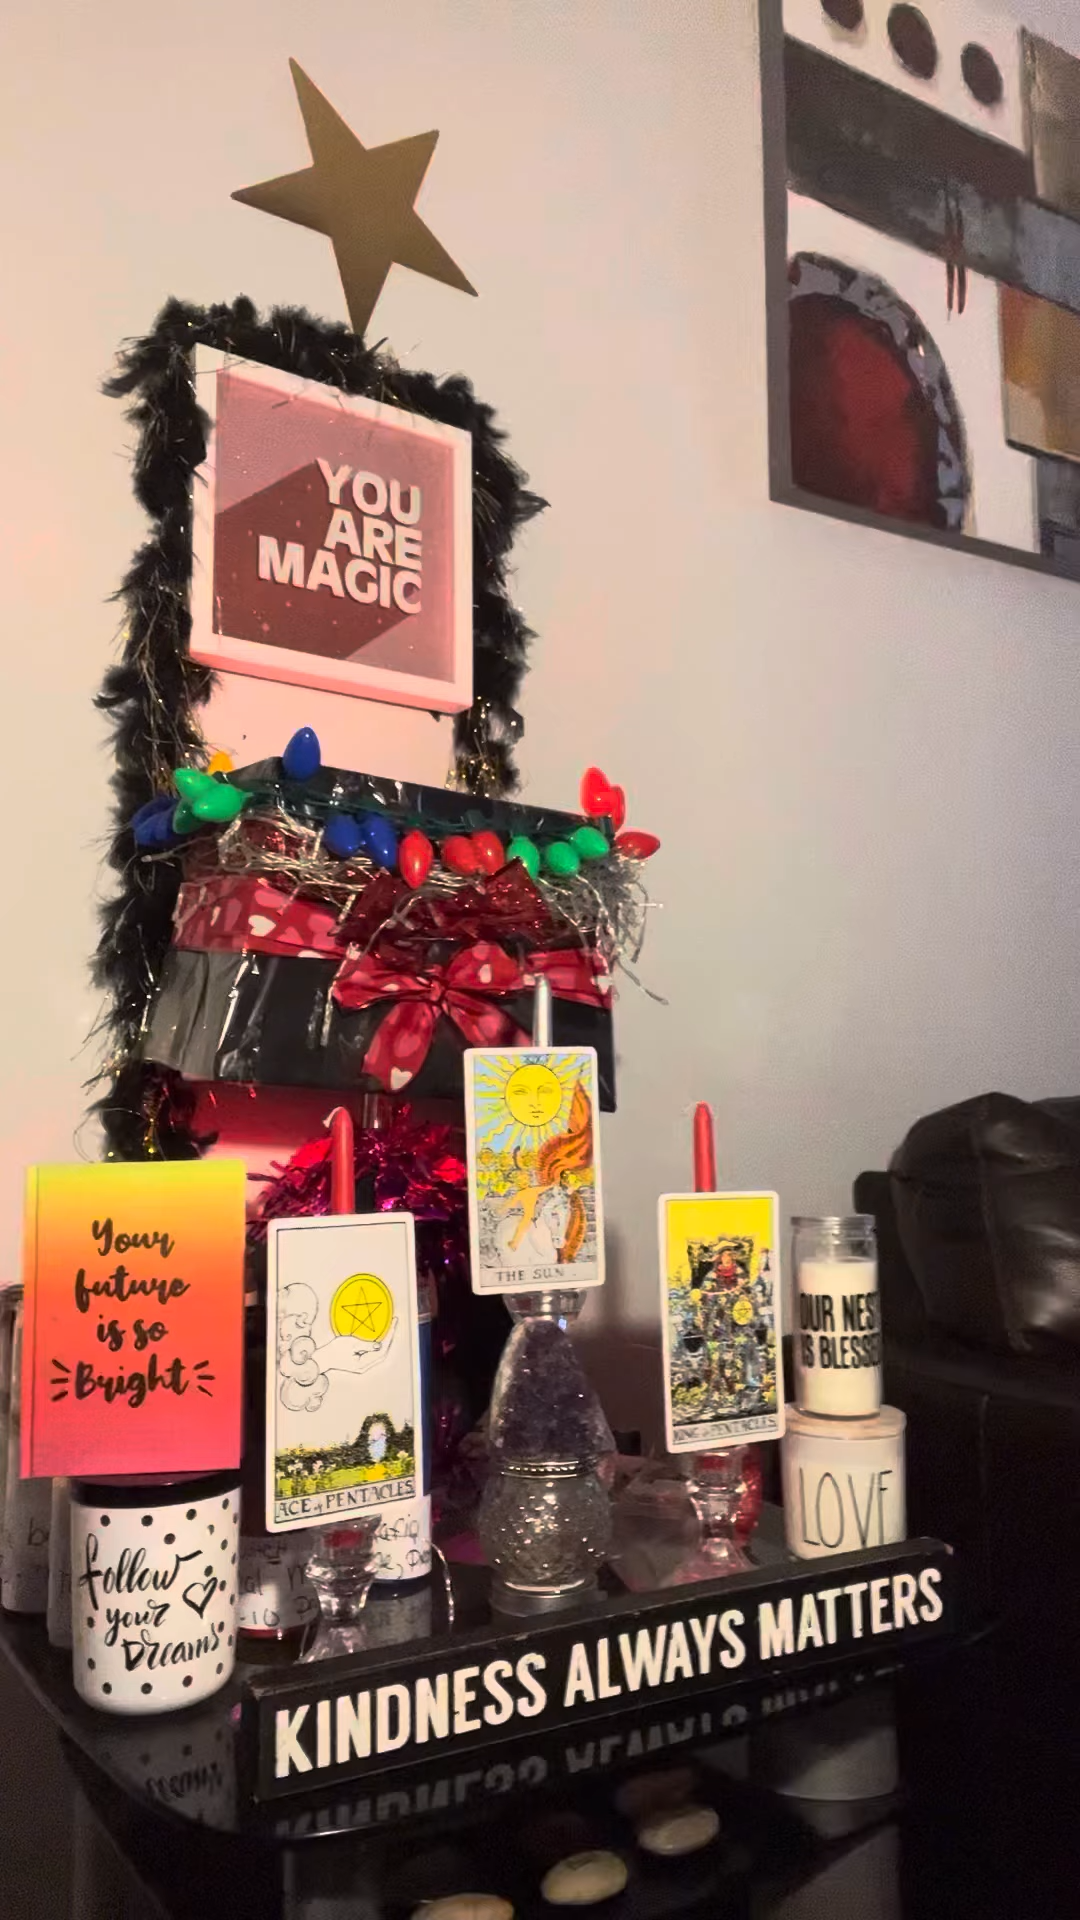 YOU
ARE
MAGIC
THE SUN.
Your
future
is so
Bright
ACE of PENTACLES.
KING of PENTACLES.
OUR NEST
IS BLESSED
LOVE
follow
your
Dreams
KINDNESS ALWAYS MATTERS